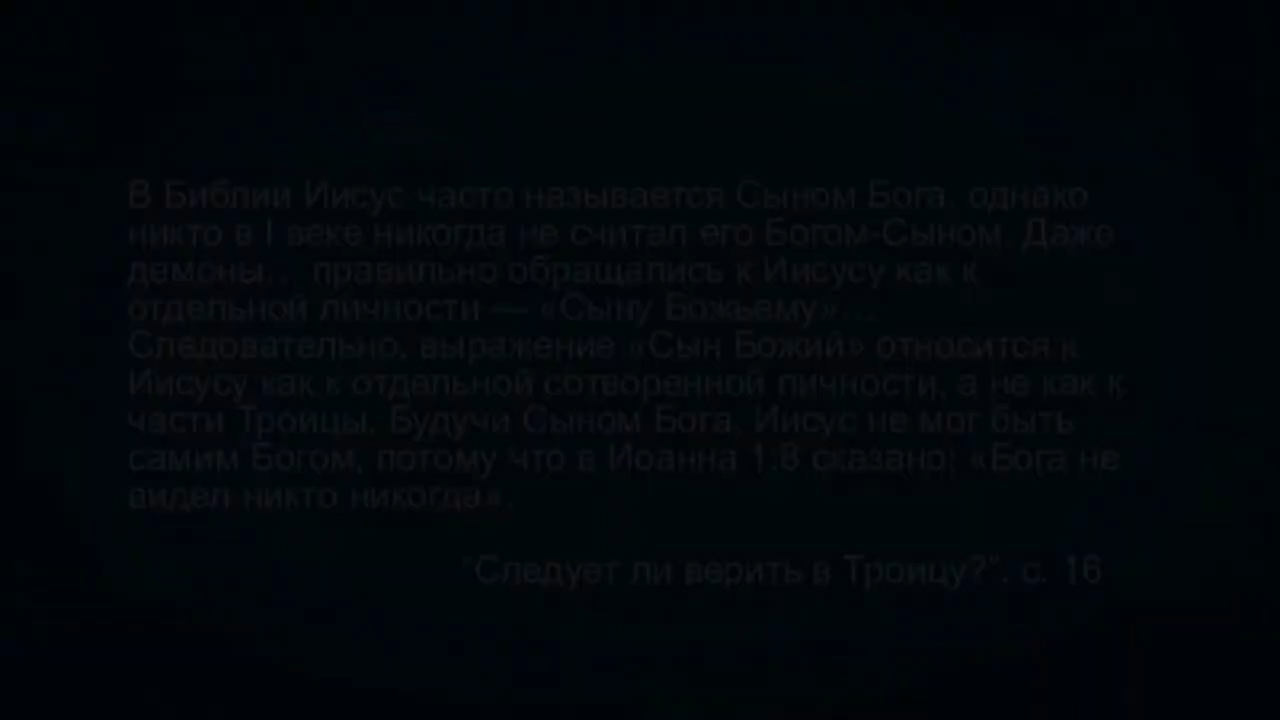 В Библии Иисус часто называется Сыном Бога, однако
никто в I веке никогда не считал его Богом-Сыном. Даже
демоны... правильно обращались к Иисусу как к
отдельной личности — «Сыну Божьему»...
Следовательно, выражение «Сын Божий» относится к
Иисусу как к отдельной сотворенной личности, а не как к
части Троицы. Будучи Сыном Бога, Иисус не мог быть
самим Богом, потому что в Иоанна 1:8 сказано: «Бога не
видел никто никогда».
"Следует ли верить в Троицу?". с. 16